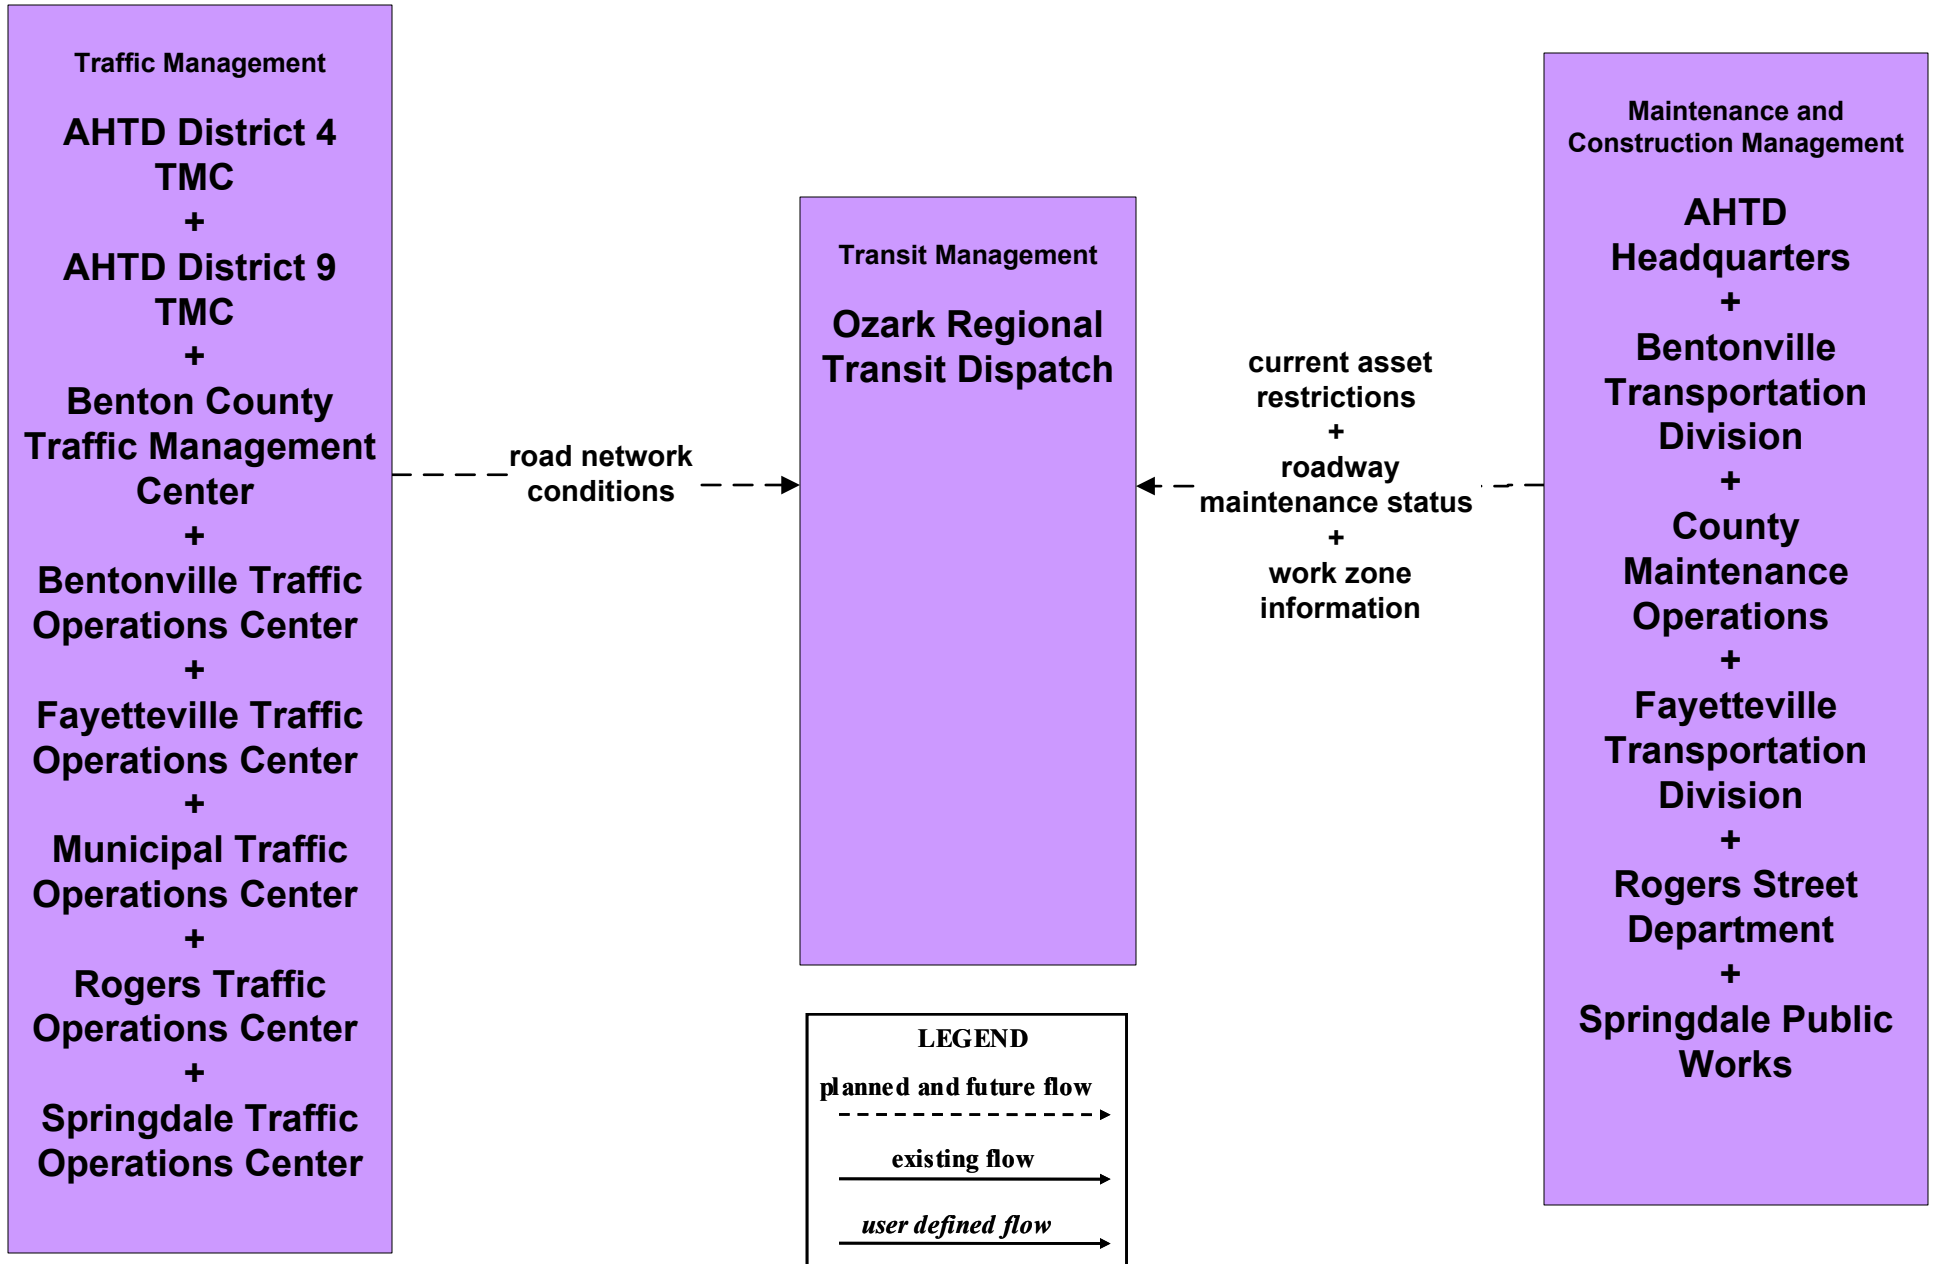 Traffic Management
AHTD District 4
TMC
+
AHTD District 9
TMC
+
Benton County
Traffic Management
Center
+
Bentonville Traffic
Operations Center
+
Fayetteville Traffic
Operations Center
+
Municipal Traffic
Operations Center
+
Rogers Traffic
Operations Center
+
Springdale Traffic
Operations Center
road network
conditions
Transit Management
Ozark Regional
Transit Dispatch
current asset
restrictions
+
roadway
maintenance status
+
work zone
information
Maintenance and
Construction Management
AHTD
Headquarters
+
Bentonville
Transportation
Division
+
County
Maintenance
Operations
+
Fayetteville
Transportation
Division
+
Rogers Street
Department
+
Springdale Public
Works
LEGEND
planned and future flow
existing flow
user defined flow